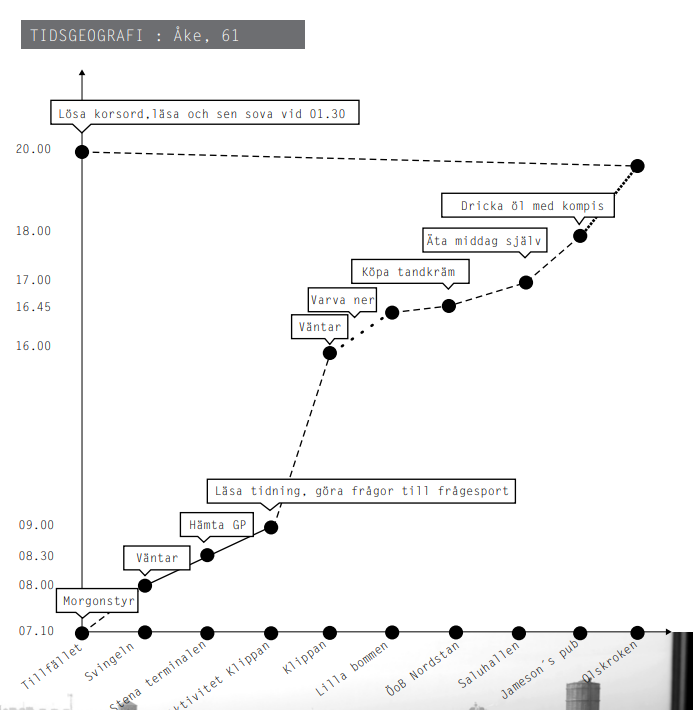 TIDSGEOGRAFI : Åke, 61
Lösa korsord,läsa och sen sova vid 01.30
20.00
Dricka öl med kompis
18.00
Äta middag själv
Köpa tandkräm
17.00
Varva ner
16.45
Väntar
16.00
Läsa tidning, göra frågor till frågesport
09.00
Hämta GP
08.30
Väntar
08.00
Morgonstyr
07.10
Tillfället
Svingeln
Stena terminalen
ktivitet Klippan
Klippan
Lilla bommen
ÖoB Nordstan
Saluhallen
Jameson´s pub
Olskroken